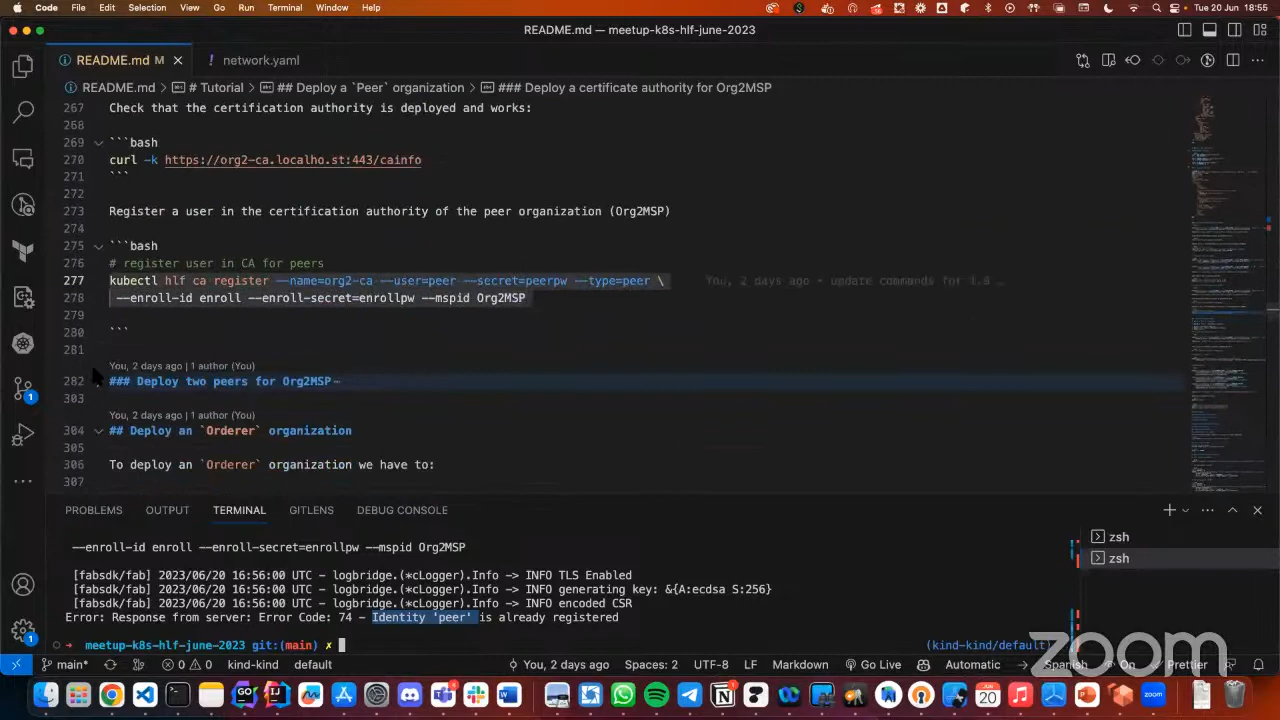 Code File Edit Selection View Go Run Terminal Window Help
Tue 20 Jun 18:55
README.md — meetup-k8s-hlf-june-2023
README.md M
! network.yaml
README.md > # Tutorial > ## Deploy a `Peer` organization > ### Deploy a certificate authority for Org2MSP
267 Check that the certification authority is deployed and works:
268
269 ```bash
270 curl -k https://org2-ca.localho.st:443/cainfo
271 ```
272
273 Register a user in the certification authority of the peer organization (Org2MSP)
274
275 ```bash
276 # register user in CA for peers
277 kubectl hlf ca register --name=org2-ca --user=peer --secret=peerpw --type=peer \ You, 2 days ago • update commands for 1.9 …
278 --enroll-id enroll --enroll-secret=enrollpw --mspid Org2MSP
279
280 ```
281
You, 2 days ago | 1 author (You)
282 ### Deploy two peers for Org2MSP
303
You, 2 days ago | 1 author (You)
304 ## Deploy an `Orderer` organization
305
306 To deploy an `Orderer` organization we have to:
307
PROBLEMS OUTPUT TERMINAL GITLENS DEBUG CONSOLE
zsh
zsh
--enroll-id enroll --enroll-secret=enrollpw --mspid Org2MSP
[fabsdk/fab] 2023/06/20 16:56:00 UTC - logbridge.(*cLogger).Info -> INFO TLS Enabled
[fabsdk/fab] 2023/06/20 16:56:00 UTC - logbridge.(*cLogger).Info -> INFO generating key: &{A:ecdsa S:256}
[fabsdk/fab] 2023/06/20 16:56:00 UTC - logbridge.(*cLogger).Info -> INFO encoded CSR
Error: Response from server: Error Code: 74 - Identity 'peer' is already registered
meetup-k8s-hlf-june-2023 git:(main) ✗ (kind-kind/default)
main* 0 0 kind-kind default You, 2 days ago Spaces: 2 UTF-8 LF Markdown Go Live Automatic Spanish On Prettier
zoom
zoom